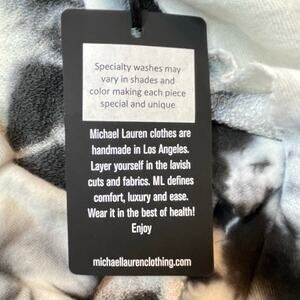 Specialty washes may
vary in shades and
color making each piece
special and unique
Michael Lauren clothes are
handmade in Los Angeles.
Layer yourself in the lavish
cuts and fabrics. ML defines
comfort, luxury and ease.
Wear it in the best of health!
Enjoy
michaellaurenclothing.com